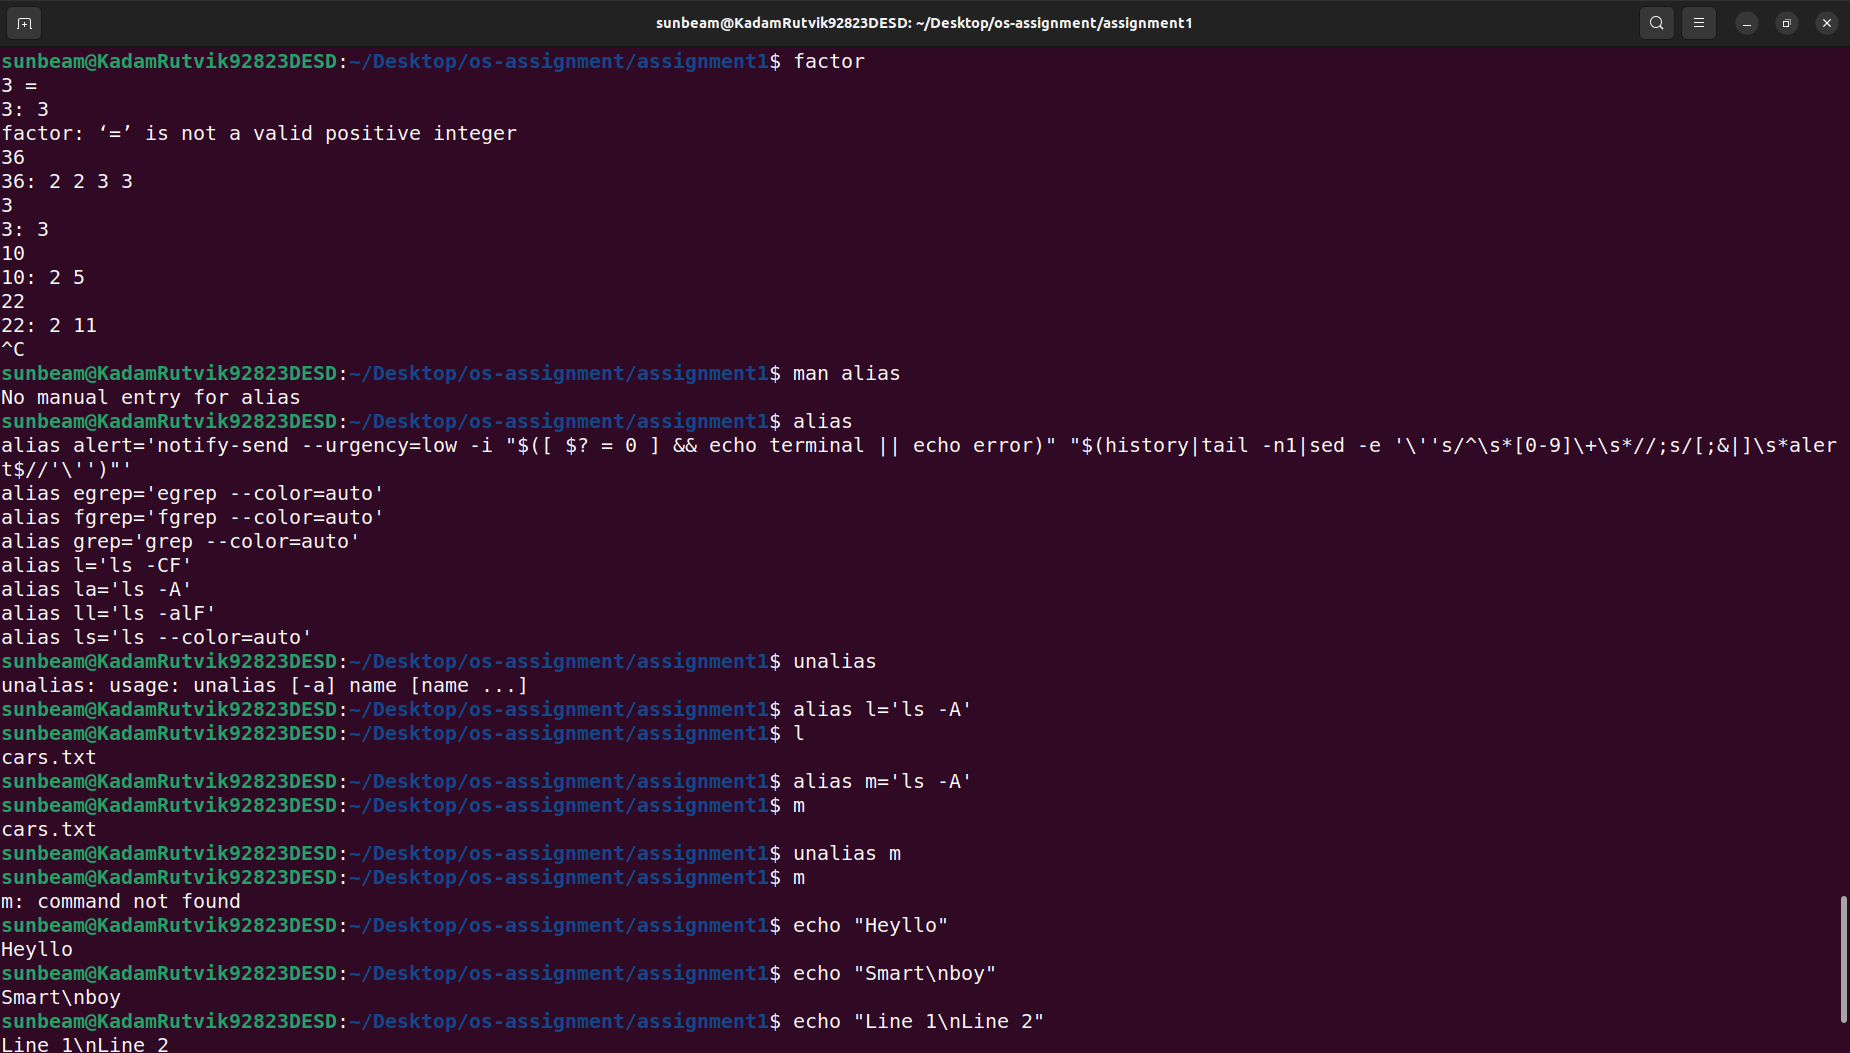 sunbeam@KadamRutvik92823DESD: ~/Desktop/os-assignment/assignment1
sunbeam@KadamRutvik92823DESD:~/Desktop/os-assignment/assignment1$ factor
3 =
3: 3
factor: ‘=’ is not a valid positive integer
36
36: 2 2 3 3
3
3: 3
10
10: 2 5
22
22: 2 11
^C
sunbeam@KadamRutvik92823DESD:~/Desktop/os-assignment/assignment1$ man alias
No manual entry for alias
sunbeam@KadamRutvik92823DESD:~/Desktop/os-assignment/assignment1$ alias
alias alert='notify-send --urgency=low -i "$([ $? = 0 ] && echo terminal || echo error)" "$(history|tail -n1|sed -e '\''s/^\s*[0-9]\+\s*//;s/[;&|]\s*aler
t$//'\'')"'
alias egrep='egrep --color=auto'
alias fgrep='fgrep --color=auto'
alias grep='grep --color=auto'
alias l='ls -CF'
alias la='ls -A'
alias ll='ls -alF'
alias ls='ls --color=auto'
sunbeam@KadamRutvik92823DESD:~/Desktop/os-assignment/assignment1$ unalias
unalias: usage: unalias [-a] name [name ...]
sunbeam@KadamRutvik92823DESD:~/Desktop/os-assignment/assignment1$ alias l='ls -A'
sunbeam@KadamRutvik92823DESD:~/Desktop/os-assignment/assignment1$ l
cars.txt
sunbeam@KadamRutvik92823DESD:~/Desktop/os-assignment/assignment1$ alias m='ls -A'
sunbeam@KadamRutvik92823DESD:~/Desktop/os-assignment/assignment1$ m
cars.txt
sunbeam@KadamRutvik92823DESD:~/Desktop/os-assignment/assignment1$ unalias m
sunbeam@KadamRutvik92823DESD:~/Desktop/os-assignment/assignment1$ m
m: command not found
sunbeam@KadamRutvik92823DESD:~/Desktop/os-assignment/assignment1$ echo "Heyllo"
Heyllo
sunbeam@KadamRutvik92823DESD:~/Desktop/os-assignment/assignment1$ echo "Smart\nboy"
Smart\nboy
sunbeam@KadamRutvik92823DESD:~/Desktop/os-assignment/assignment1$ echo "Line 1\nLine 2"
Line 1\nLine 2